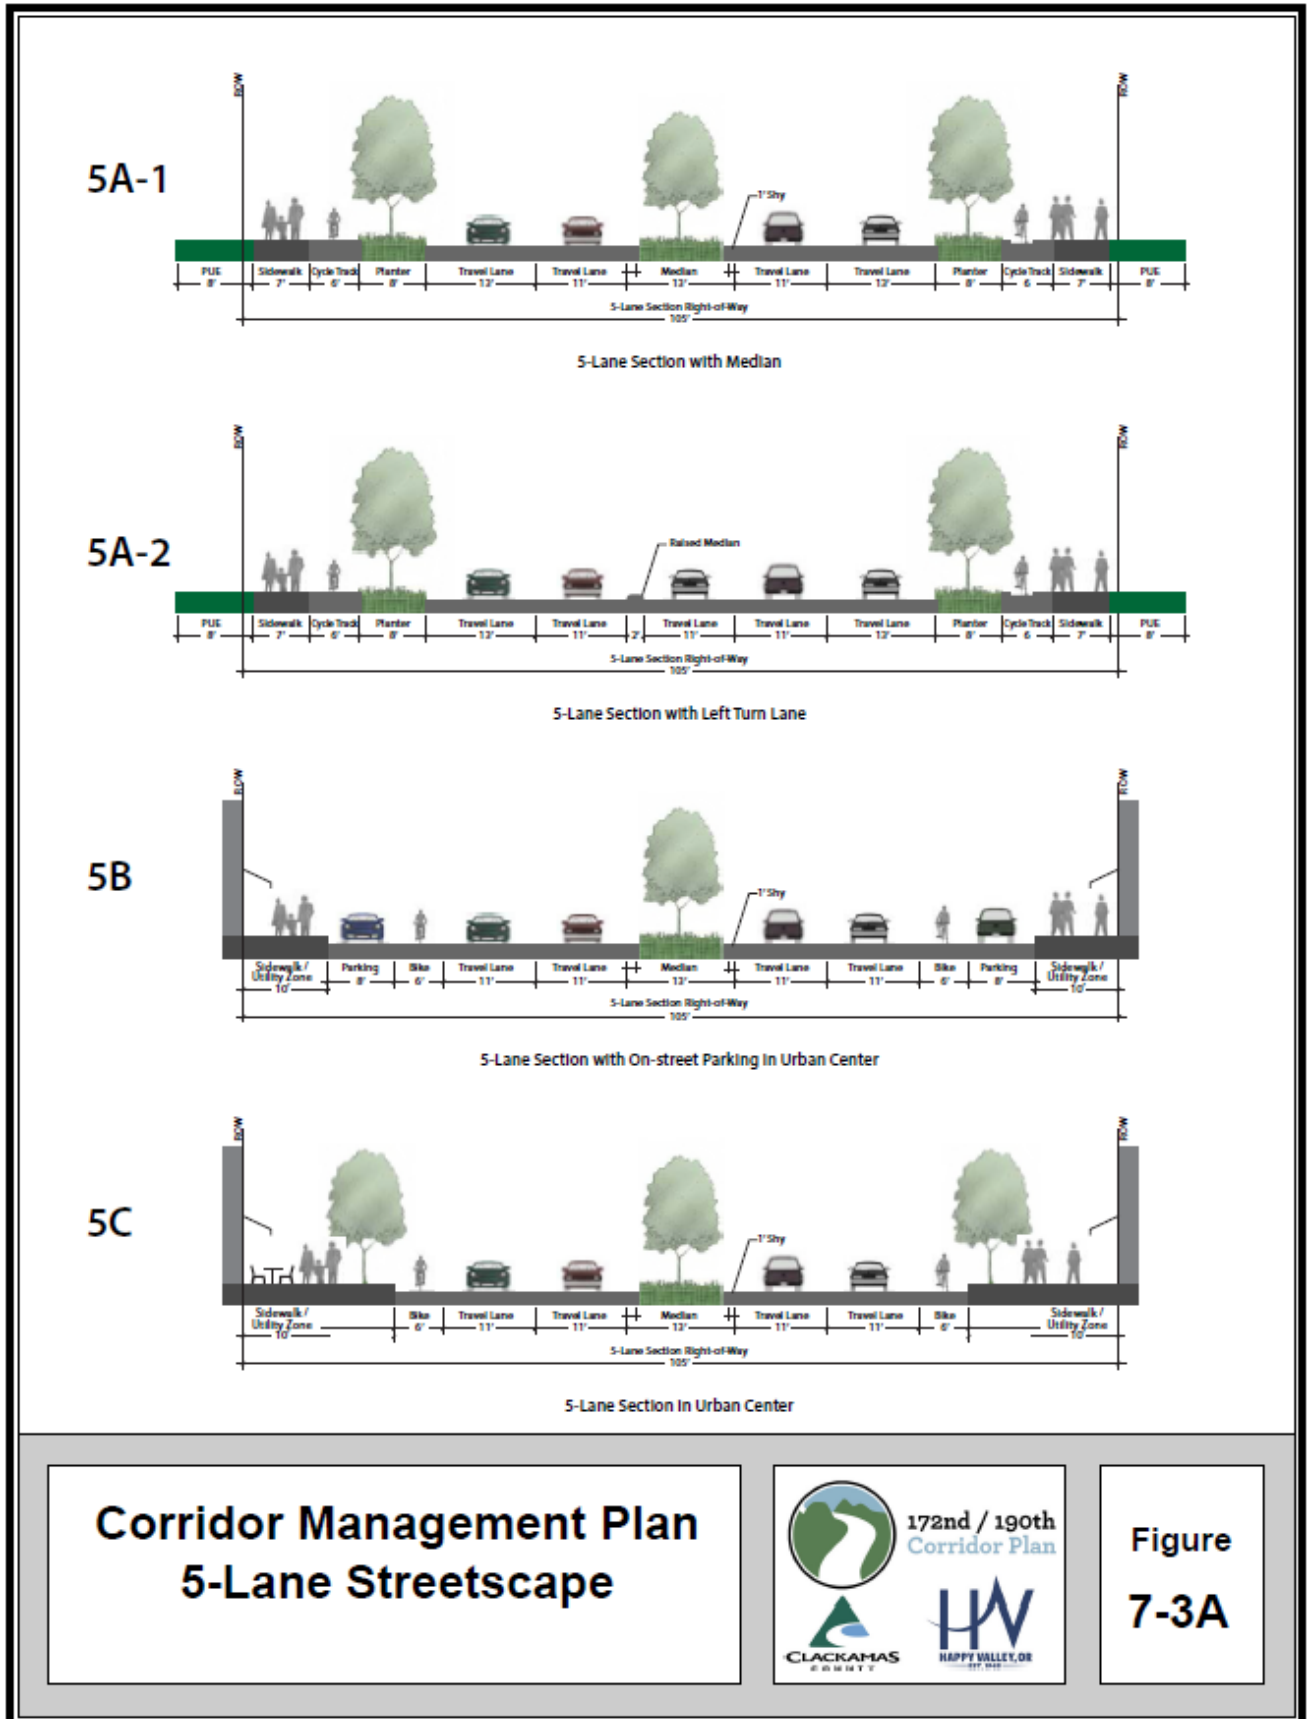 ROW ROW
5A-1
1' Shy
PUE Sidewalk Cycle Track Planter Travel Lane Travel Lane Median Travel Lane Travel Lane Planter Cycle Track Sidewalk PUE
8' 7' 6' 8' 13' 11' 13' 11' 13' 8' 6 7' 8'
5-Lane Section Right-of-Way
105'
5-Lane Section with Median
ROW ROW
5A-2
Raised Median
PUE Sidewalk Cycle Track Planter Travel Lane Travel Lane Travel Lane Travel Lane Travel Lane Planter Cycle Track Sidewalk PUE
8' 7' 6' 8' 13' 11' 2' 11' 11' 13' 8' 6 7' 8'
5-Lane Section Right-of-Way
105'
5-Lane Section with Left Turn Lane
ROW ROW
5B
1' Shy
Sidewalk / Parking Bike Travel Lane Travel Lane Median Travel Lane Travel Lane Bike Parking Sidewalk /
Utility Zone Utility Zone
10' 8' 6' 11' 11' 13' 11' 11' 6' 8' 10'
5-Lane Section Right-of-Way
105'
5-Lane Section with On-street Parking in Urban Center
ROW ROW
5C
1' Shy
Sidewalk / Bike Travel Lane Travel Lane Median Travel Lane Travel Lane Bike Sidewalk /
Utility Zone Utility Zone
10' 6' 11' 11' 13' 11' 11' 6' 10'
5-Lane Section Right-of-Way
105'
5-Lane Section in Urban Center
Corridor Management Plan
5-Lane Streetscape
172nd / 190th
Corridor Plan
CLACKAMAS
COUNTY
HV
HAPPY VALLEY, OR
Figure
7-3A